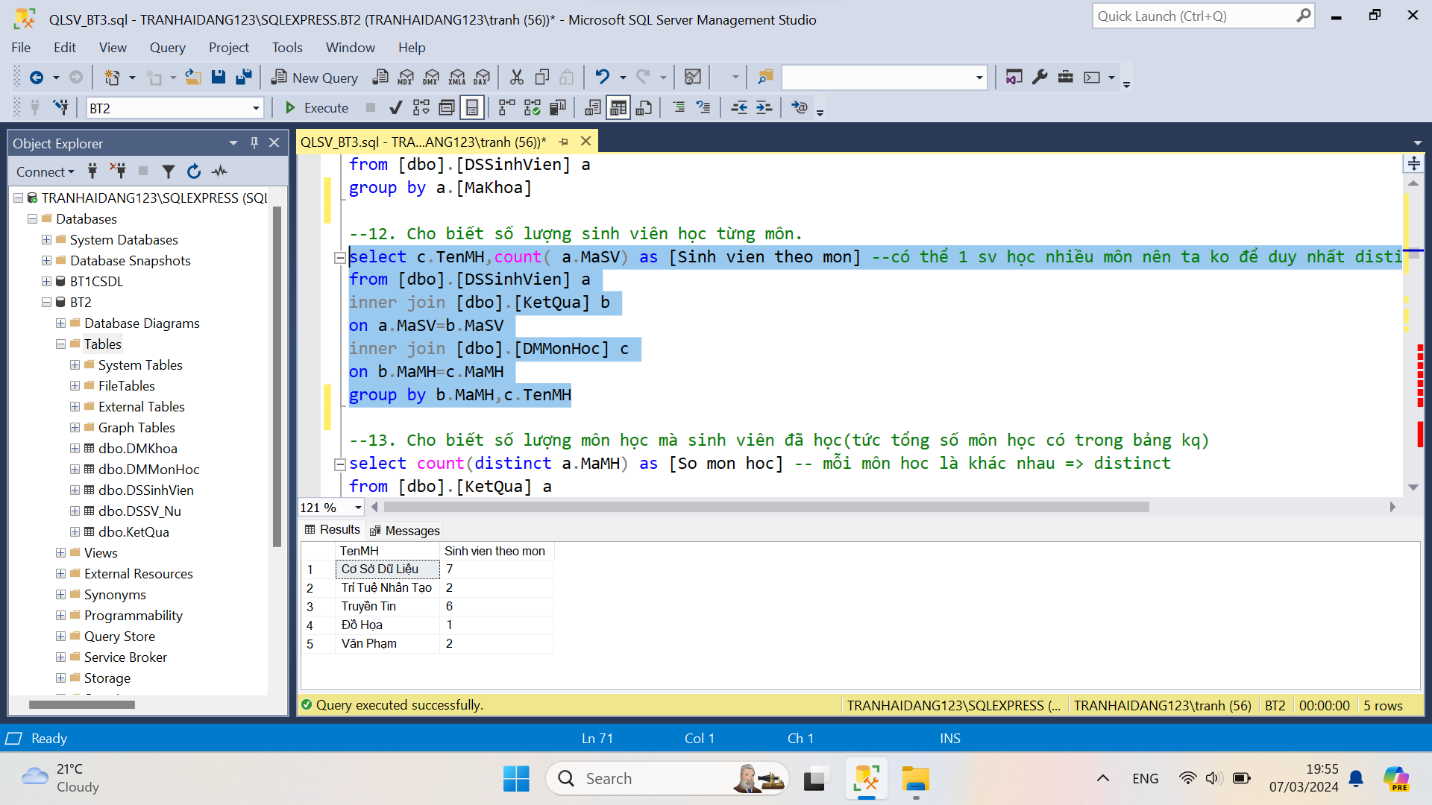 QLSV_BT3.sql - TRANHAIDANG123\SQLEXPRESS.BT2 (TRANHAIDANG123\tranh (56))* - Microsoft SQL Server Management Studio
Quick Launch (Ctrl+Q)
File Edit View Query Project Tools Window Help
New Query
MDX DMX XMLA DAX
BT2
Execute
Object Explorer
QLSV_BT3.sql - TRA...ANG123\tranh (56))*
Connect
TRANHAIDANG123\SQLEXPRESS (SQL
Databases
System Databases
Database Snapshots
BT1CSDL
BT2
Database Diagrams
Tables
System Tables
FileTables
External Tables
Graph Tables
dbo.DMKhoa
dbo.DMMonHoc
dbo.DSSinhVien
dbo.DSSV_Nu
dbo.KetQua
Views
External Resources
Synonyms
Programmability
Query Store
Service Broker
Storage
from [dbo].[DSSinhVien] a
group by a.[MaKhoa]
--12. Cho biết số lượng sinh viên học từng môn.
select c.TenMH,count( a.MaSV) as [Sinh vien theo mon] --có thể 1 sv học nhiều môn nên ta ko để duy nhất disti
from [dbo].[DSSinhVien] a
inner join [dbo].[KetQua] b
on a.MaSV=b.MaSV
inner join [dbo].[DMMonHoc] c
on b.MaMH=c.MaMH
group by b.MaMH,c.TenMH
--13. Cho biết số lượng môn học mà sinh viên đã học(tức tổng số môn học có trong bảng kq)
select count(distinct a.MaMH) as [So mon hoc] -- mỗi môn hoc là khác nhau => distinct
from [dbo].[KetQua] a
121 %
Results Messages
TenMH Sinh vien theo mon
1 Cơ Sở Dữ Liệu 7
2 Trí Tuệ Nhân Tạo 2
3 Truyền Tin 6
4 Đồ Họa 1
5 Văn Phạm 2
Query executed successfully.
TRANHAIDANG123\SQLEXPRESS (... TRANHAIDANG123\tranh (56) BT2 00:00:00 5 rows
Ready Ln 71 Col 1 Ch 1 INS
21°C
Cloudy
Search
ENG
19:55
07/03/2024
PRE